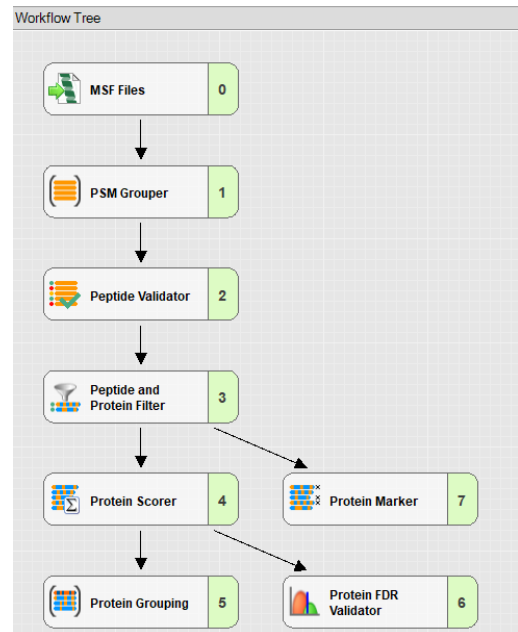 Workflow Tree
MSF Files 0
PSM Grouper 1
Peptide Validator 2
Peptide and
Protein Filter 3
Protein Scorer 4
Protein Marker 7
Protein Grouping 5
Protein FDR
Validator 6